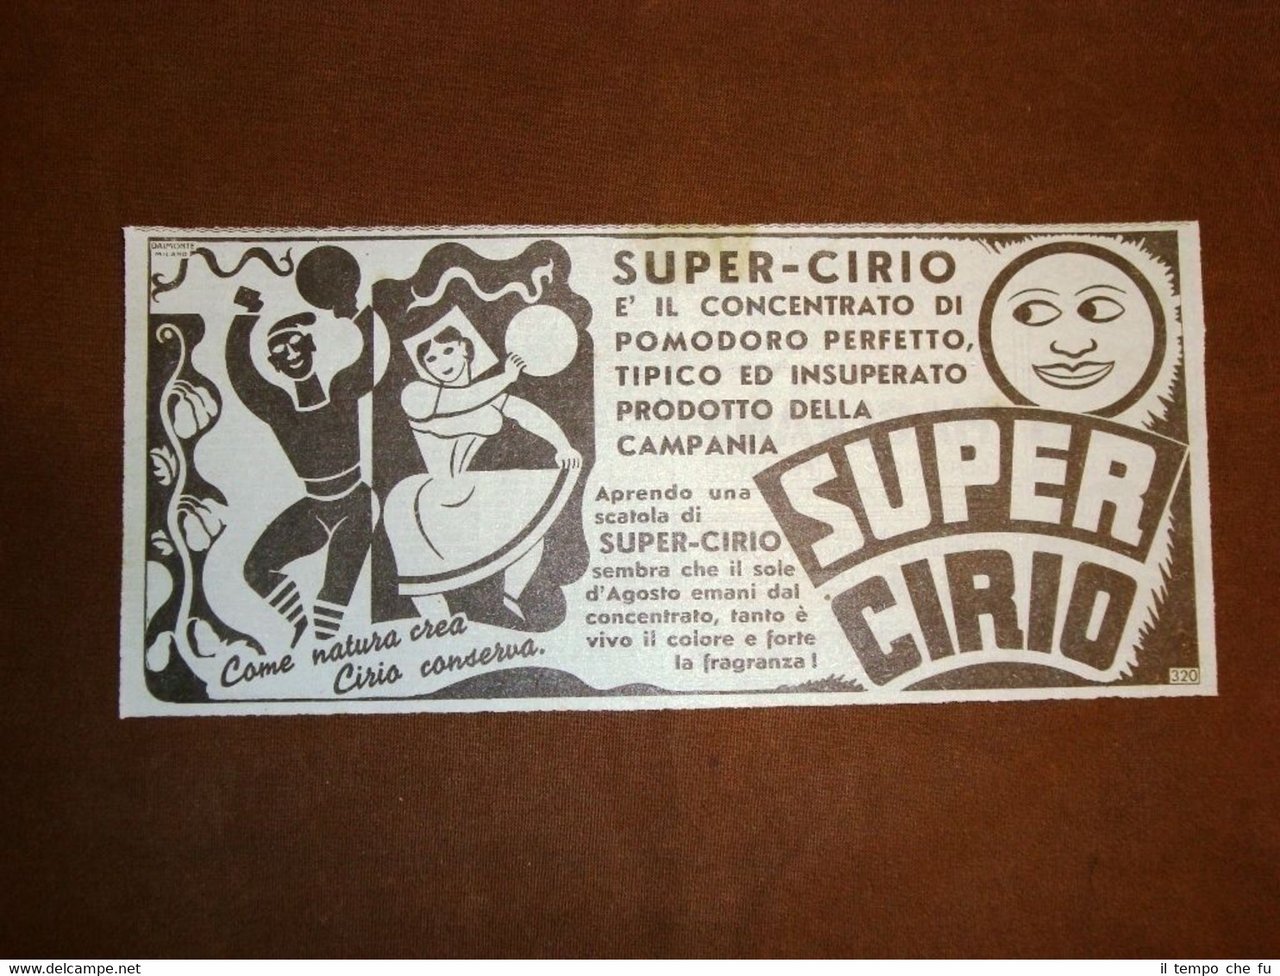 DALMONTE
MILANO
SUPER-CIRIO
E' IL CONCENTRATO DI
POMODORO PERFETTO,
TIPICO ED INSUPERATO
PRODOTTO DELLA
CAMPANIA
Aprendo una
scatola di
SUPER-CIRIO
sembra che il sole
d'Agosto emani dal
concentrato, tanto è
vivo il colore e forte
la fragranza!
SUPER
CIRIO
Come natura crea
Cirio conserva.
320
www.delcampe.net
il tempo che fu